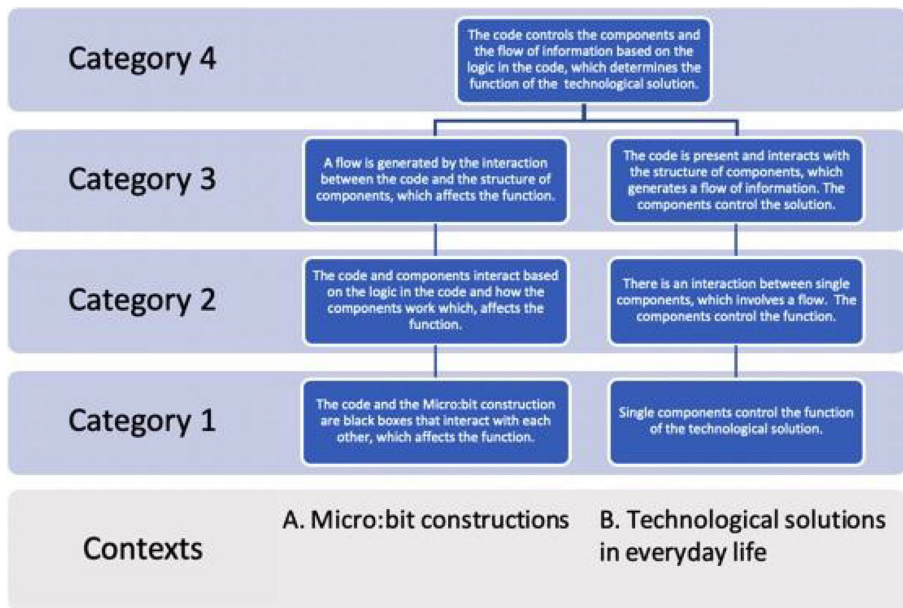 Category 4
The code controls the components and
the flow of information based on the
logic in the code, which determines the
function of the technological solution.
Category 3
A flow is generated by the interaction
between the code and the structure of
components, which affects the function.
The code is present and interacts with
the structure of components, which
generates a flow of information. The
components control the solution.
Category 2
The code and components interact based
on the logic in the code and how the
components work which, affects the
function.
There is an interaction between single
components, which involves a flow. The
components control the function.
Category 1
The code and the Micro:bit construction
are black boxes that interact with each
other, which affects the function.
Single components control the function
of the technological solution.
Contexts
A. Micro:bit constructions
B. Technological solutions
in everyday life